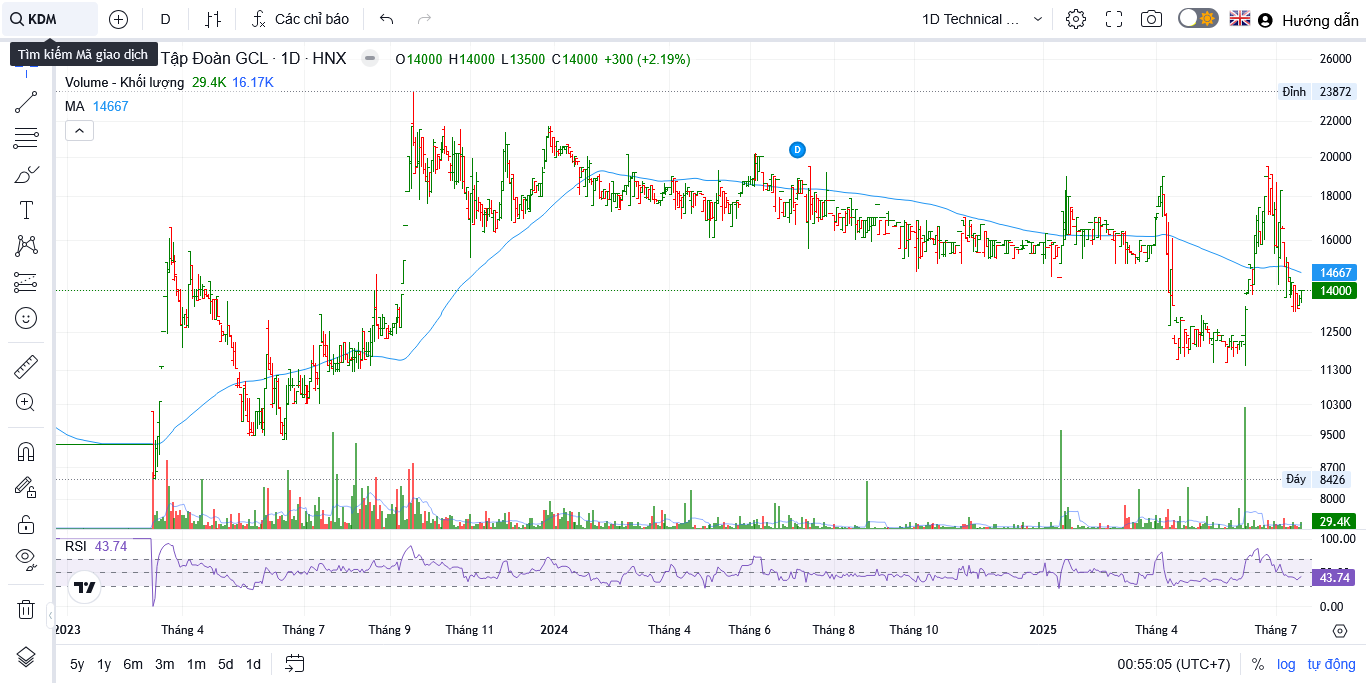 KDM
D
Các chỉ báo
1D Technical ...
Hướng dẫn
Tìm kiếm Mã giao dịch
Tập Đoàn GCL · 1D · HNX
O14000 H14000 L13500 C14000 +300 (+2.19%)
Volume - Khối lượng 29.4K 16.17K
MA 14667
D
26000
Đỉnh 23872
22000
20000
18000
16000
14667
14000
12500
11300
10300
9500
8700
Đáy 8426
8000
29.4K
RSI 43.74
100.00
43.74
0.00
2023 Tháng 4 Tháng 7 Tháng 9 Tháng 11 2024 Tháng 4 Tháng 6 Tháng 8 Tháng 10 2025 Tháng 4 Tháng 7
5y 1y 6m 3m 1m 5d 1d
00:55:05 (UTC+7) % log tự động